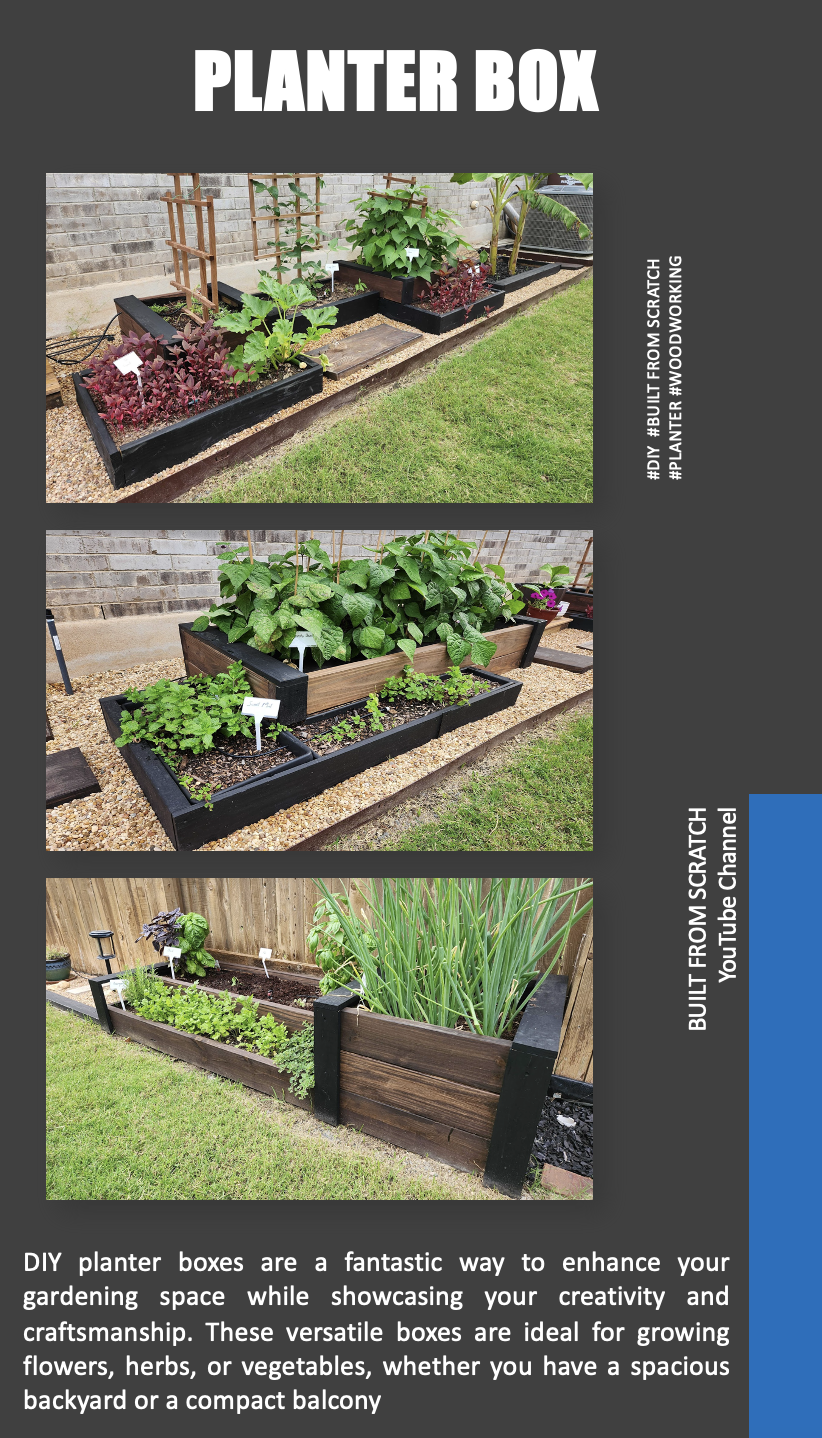 PLANTER BOX
#DIY #BUILT FROM SCRATCH
#PLANTER #WOODWORKING
BUILT FROM SCRATCH
YouTube Channel
DIY planter boxes are a fantastic way to enhance your
gardening space while showcasing your creativity and
craftsmanship. These versatile boxes are ideal for growing
flowers, herbs, or vegetables, whether you have a spacious
backyard or a compact balcony